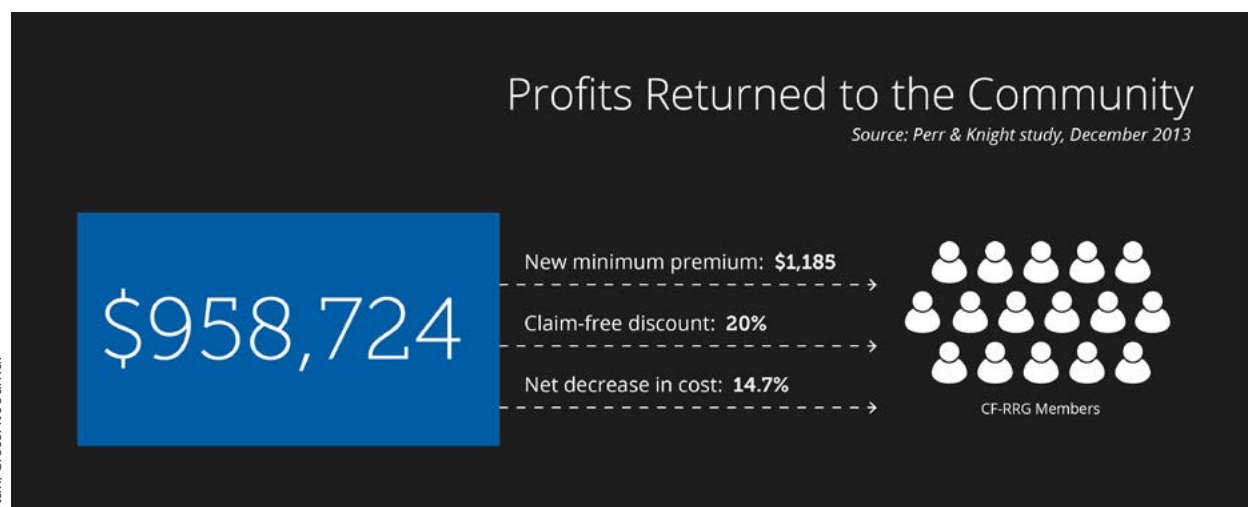 Profits Returned to the Community
Source: Perr & Knight study, December 2013
$958,724
New minimum premium: $1,185
Claim-free discount: 20%
Net decrease in cost: 14.7%
CF-RRG Members